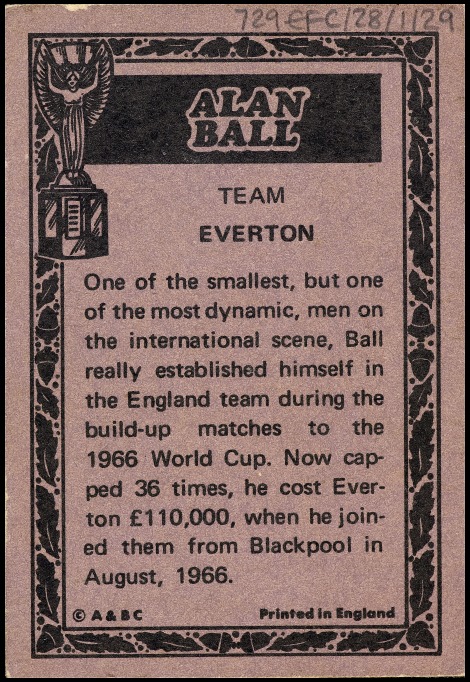 729 EFC/28/1/29
ALAN
BALL
TEAM
EVERTON
One of the smallest, but one
of the most dynamic, men on
the international scene, Ball
really established himself in
the England team during the
build-up matches to the
1966 World Cup. Now cap-
ped 36 times, he cost Ever-
ton £110,000, when he join-
ed them from Blackpool in
August, 1966.
© A & BC Printed in England